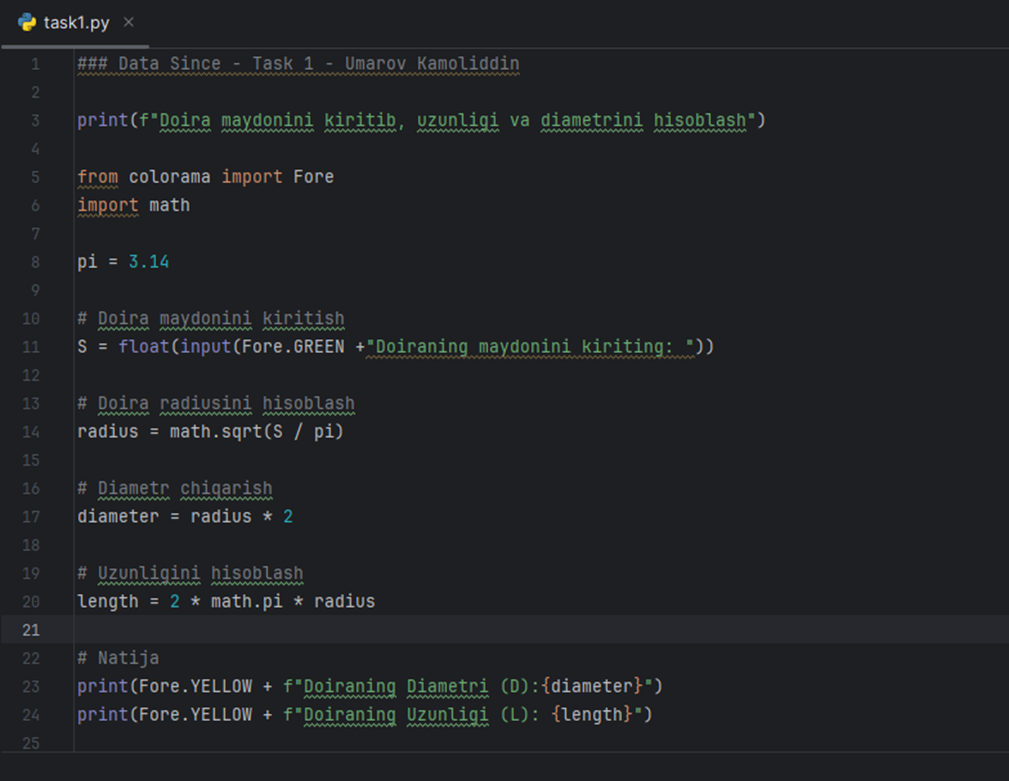 task1.py
1 ### Data Since - Task 1 - Umarov Kamoliddin
2
3 print(f"Doira maydonini kiritib, uzunligi va diametrini hisoblash")
4
5 from colorama import Fore
6 import math
7
8 pi = 3.14
9
10 # Doira maydonini kiritish
11 S = float(input(Fore.GREEN +"Doiraning maydonini kiriting: "))
12
13 # Doira radiusini hisoblash
14 radius = math.sqrt(S / pi)
15
16 # Diametr chiqarish
17 diameter = radius * 2
18
19 # Uzunligini hisoblash
20 length = 2 * math.pi * radius
21
22 # Natija
23 print(Fore.YELLOW + f"Doiraning Diametri (D):{diameter}")
24 print(Fore.YELLOW + f"Doiraning Uzunligi (L): {length}")
25